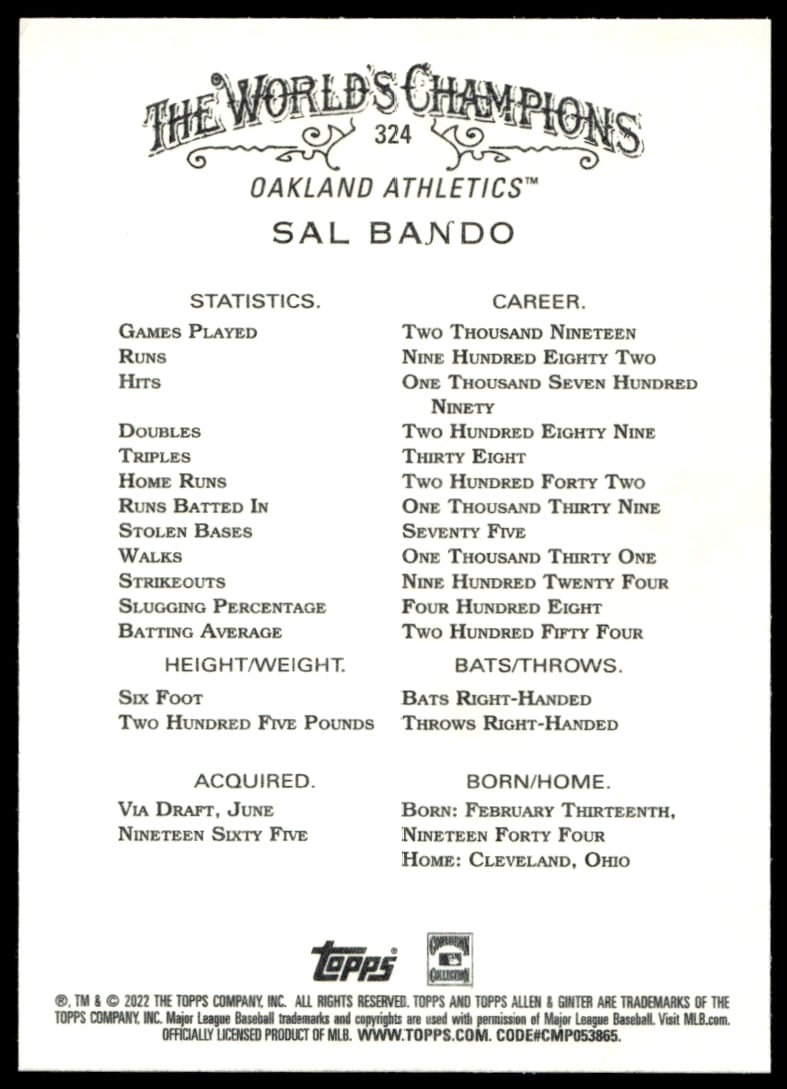 THE WORLD'S CHAMPIONS
324
OAKLAND ATHLETICS™
SAL BANDO
STATISTICS. CAREER.
GAMES PLAYED TWO THOUSAND NINETEEN
RUNS NINE HUNDRED EIGHTY TWO
HITS ONE THOUSAND SEVEN HUNDRED
NINETY
DOUBLES TWO HUNDRED EIGHTY NINE
TRIPLES THIRTY EIGHT
HOME RUNS TWO HUNDRED FORTY TWO
RUNS BATTED IN ONE THOUSAND THIRTY NINE
STOLEN BASES SEVENTY FIVE
WALKS ONE THOUSAND THIRTY ONE
STRIKEOUTS NINE HUNDRED TWENTY FOUR
SLUGGING PERCENTAGE FOUR HUNDRED EIGHT
BATTING AVERAGE TWO HUNDRED FIFTY FOUR
HEIGHT/WEIGHT. BATS/THROWS.
SIX FOOT BATS RIGHT-HANDED
TWO HUNDRED FIVE POUNDS THROWS RIGHT-HANDED
ACQUIRED. BORN/HOME.
VIA DRAFT, JUNE BORN: FEBRUARY THIRTEENTH,
NINETEEN SIXTY FIVE NINETEEN FORTY FOUR
HOME: CLEVELAND, OHIO
topps® COOPERSTOWN
COLLECTION
®, TM & © 2022 THE TOPPS COMPANY, INC. ALL RIGHTS RESERVED. TOPPS AND TOPPS ALLEN & GINTER ARE TRADEMARKS OF THE
TOPPS COMPANY, INC. Major League Baseball trademarks and copyrights are used with permission of Major League Baseball. Visit MLB.com.
OFFICIALLY LICENSED PRODUCT OF MLB. WWW.TOPPS.COM. CODE#CMP053865.